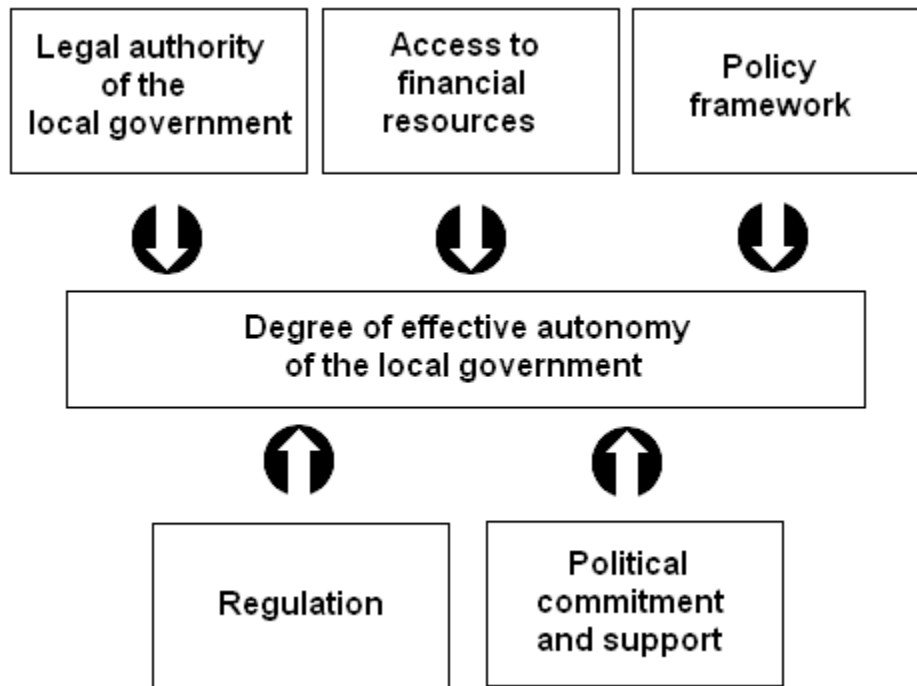 Legal authority
of the
local government
Access to
financial
resources
Policy
framework
Degree of effective autonomy
of the local government
Regulation
Political
commitment
and support